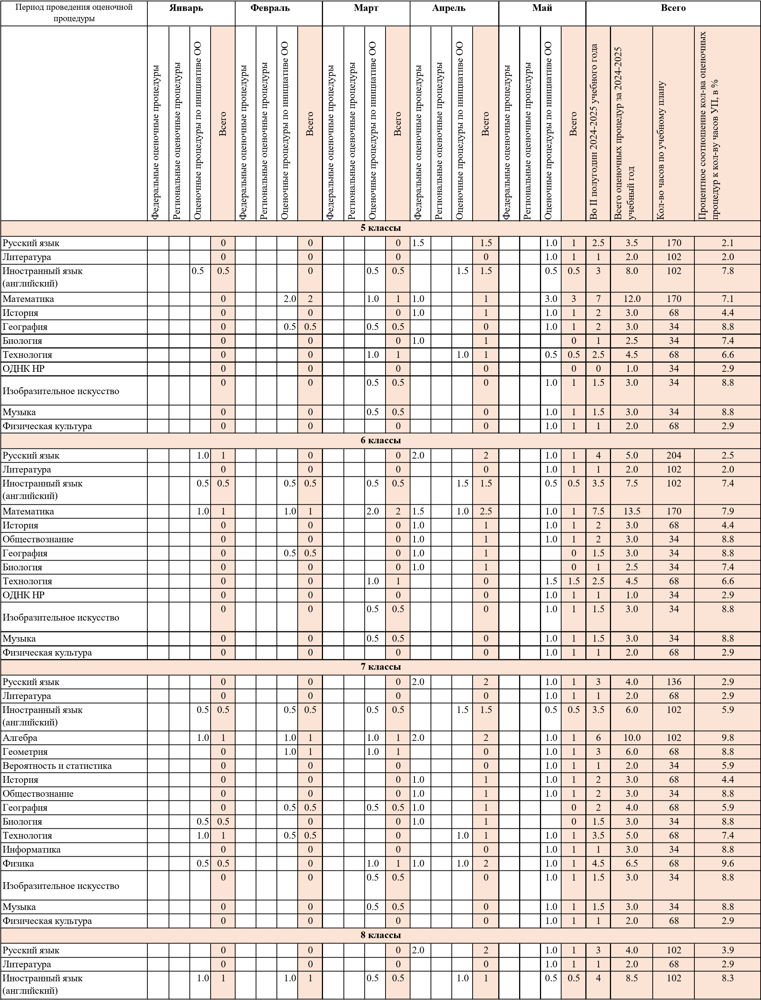 Период проведения оценочной
процедуры
Январь Февраль Март Апрель Май Всего
Федеральные оценочные процедуры
Региональные оценочные процедуры
Оценочные процедуры по инициативе ОО
Всего
Федеральные оценочные процедуры
Региональные оценочные процедуры
Оценочные процедуры по инициативе ОО
Всего
Федеральные оценочные процедуры
Региональные оценочные процедуры
Оценочные процедуры по инициативе ОО
Всего
Федеральные оценочные процедуры
Региональные оценочные процедуры
Оценочные процедуры по инициативе ОО
Всего
Федеральные оценочные процедуры
Региональные оценочные процедуры
Оценочные процедуры по инициативе ОО
Всего
Во II полугодии 2024-2025 учебного года
Всего оценочных процедур за 2024-2025
учебный год
Кол-во часов по учебному плану
Процентное соотношение кол-ва оценочных
процедур к кол-ву часов УП, в %
5 классы
Русский язык 0 0 0 1.5 1.5 1.0 1 2.5 3.5 170 2.1
Литература 0 0 0 0 1.0 1 1 2.0 102 2.0
Иностранный язык 0.5 0.5 0 0.5 0.5 1.5 1.5 0.5 0.5 3 8.0 102 7.8
(английский)
Математика 0 2.0 2 1.0 1 1.0 1 3.0 3 7 12.0 170 7.1
История 0 0 0 1.0 1 1.0 1 2 3.0 68 4.4
География 0 0.5 0.5 0.5 0.5 0 1.0 1 2 3.0 34 8.8
Биология 0 0 0 1.0 1 0 1 2.5 34 7.4
Технология 0 0 1.0 1 1.0 1 0.5 0.5 2.5 4.5 68 6.6
ОДНК НР 0 0 0 0 0 0 1.0 34 2.9
Изобразительное искусство 0 0 0.5 0.5 0 1.0 1 1.5 3.0 34 8.8
Музыка 0 0 0.5 0.5 0 1.0 1 1.5 3.0 34 8.8
Физическая культура 0 0 0 0 1.0 1 1 2.0 68 2.9
6 классы
Русский язык 1.0 1 0 0 2.0 2 1.0 1 4 5.0 204 2.5
Литература 0 0 0 0 1.0 1 1 2.0 102 2.0
Иностранный язык 0.5 0.5 0.5 0.5 0.5 0.5 1.5 1.5 0.5 0.5 3.5 7.5 102 7.4
(английский)
Математика 1.0 1 1.0 1 2.0 2 1.5 1.0 2.5 1.0 1 7.5 13.5 170 7.9
История 0 0 0 1.0 1 1.0 1 2 3.0 68 4.4
Обществознание 0 0 0 1.0 1 1.0 1 2 3.0 34 8.8
География 0 0.5 0.5 0 1.0 1 0 1.5 3.0 34 8.8
Биология 0 0 0 1.0 1 0 1 2.5 34 7.4
Технология 0 0 1.0 1 0 1.5 1.5 2.5 4.5 68 6.6
ОДНК НР 0 0 0 0 1.0 1 1 1.0 34 2.9
Изобразительное искусство 0 0 0.5 0.5 0 1.0 1 1.5 3.0 34 8.8
Музыка 0 0 0.5 0.5 0 1.0 1 1.5 3.0 34 8.8
Физическая культура 0 0 0 0 1.0 1 1 2.0 68 2.9
7 классы
Русский язык 0 0 0 2.0 2 1.0 1 3 4.0 136 2.9
Литература 0 0 0 0 1.0 1 1 2.0 68 2.9
Иностранный язык 0.5 0.5 0.5 0.5 0.5 0.5 1.5 1.5 0.5 0.5 3.5 6.0 102 5.9
(английский)
Алгебра 1.0 1 1.0 1 1.0 1 2.0 2 1.0 1 6 10.0 102 9.8
Геометрия 0 1.0 1 1.0 1 0 1.0 1 3 6.0 68 8.8
Вероятность и статистика 0 0 0 0 1.0 1 1 2.0 34 5.9
История 0 0 0 1.0 1 1.0 1 2 3.0 68 4.4
Обществознание 0 0 0 1.0 1 1.0 1 2 3.0 34 8.8
География 0 0.5 0.5 0.5 0.5 1.0 1 0 2 4.0 68 5.9
Биология 0.5 0.5 0 0 1.0 1 0 1.5 3.0 34 8.8
Технология 1.0 1 0.5 0.5 0 1.0 1 1.0 1 3.5 5.0 68 7.4
Информатика 0 0 0 0 1.0 1 1 3.0 34 8.8
Физика 0.5 0.5 0 1.0 1 1.0 1.0 2 1.0 1 4.5 6.5 68 9.6
Изобразительное искусство 0 0 0.5 0.5 0 1.0 1 1.5 3.0 34 8.8
Музыка 0 0 0.5 0.5 0 1.0 1 1.5 3.0 34 8.8
Физическая культура 0 0 0 0 1.0 1 1 2.0 68 2.9
8 классы
Русский язык 0 0 0 2.0 2 1.0 1 3 4.0 102 3.9
Литература 0 0 0 0 1.0 1 1 2.0 68 2.9
Иностранный язык 1.0 1 1.0 1 0.5 0.5 1.0 1 0.5 0.5 4 8.5 102 8.3
(английский)